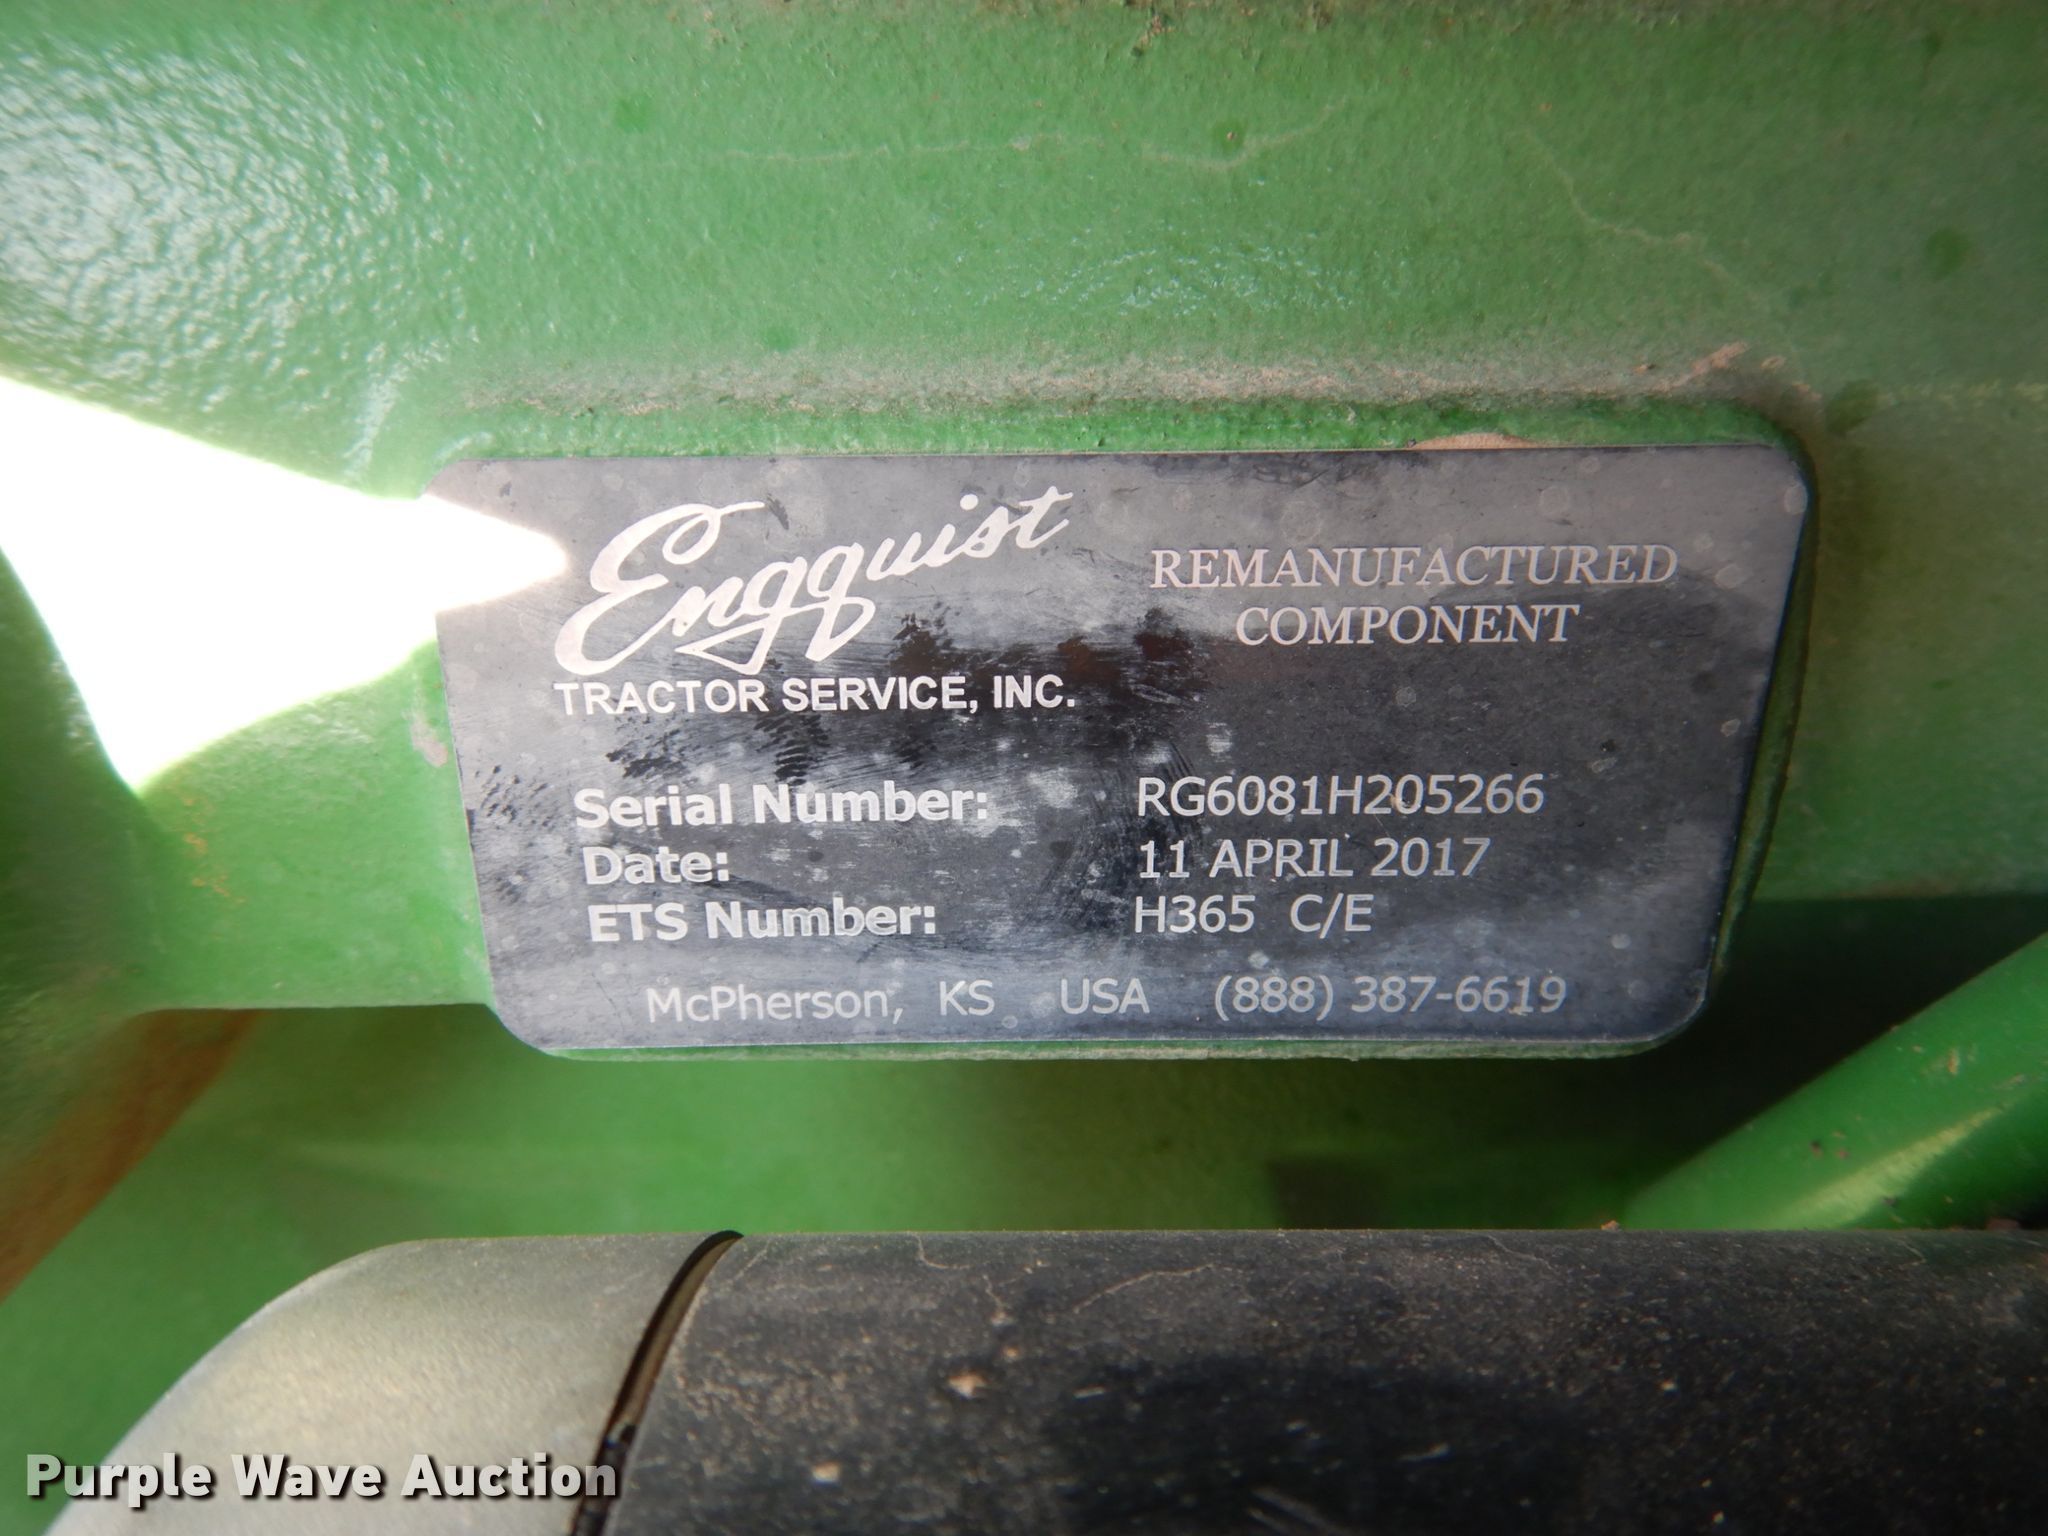 Engquist
TRACTOR SERVICE, INC.
REMANUFACTURED
COMPONENT
Serial Number: RG6081H205266
Date: 11 APRIL 2017
ETS Number: H365 C/E
McPherson, KS USA (888) 387-6619
Purple Wave Auction